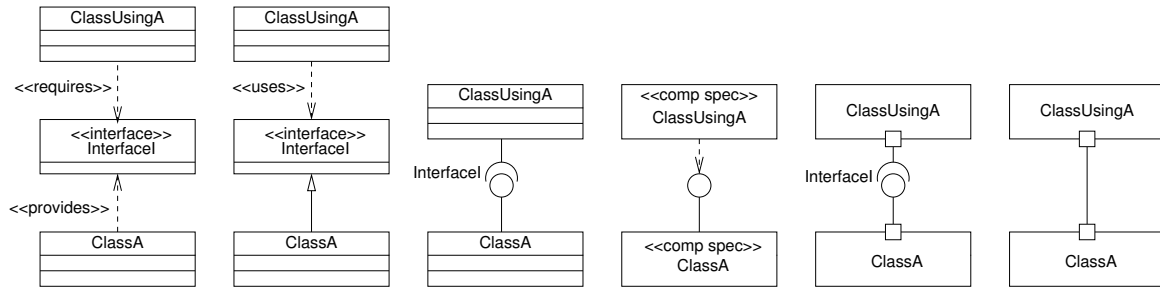 ClassUsingA
<<requires>>
<<interface>>
InterfaceI
<<provides>>
ClassA
ClassUsingA
<<uses>>
<<interface>>
InterfaceI
ClassA
ClassUsingA
InterfaceI
ClassA
<<comp spec>>
ClassUsingA
<<comp spec>>
ClassA
ClassUsingA
InterfaceI
ClassA
ClassUsingA
ClassA